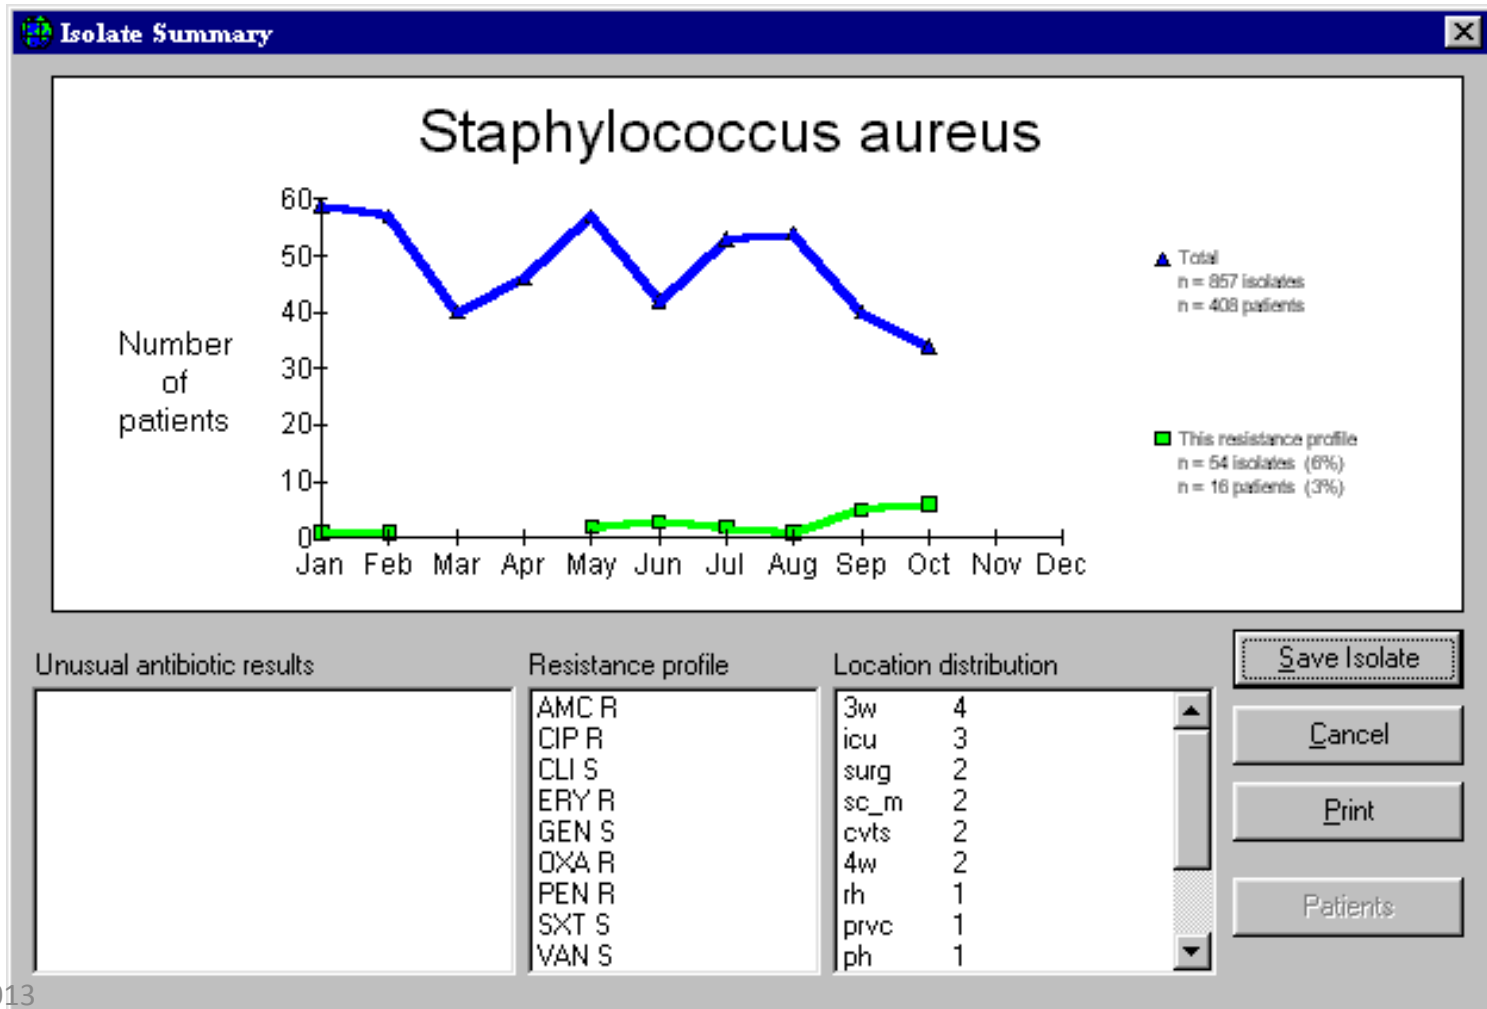 Isolate Summary
Staphylococcus aureus
Number
of
patients
60
50
40
30
20
10
0
Jan Feb Mar Apr May Jun Jul Aug Sep Oct Nov Dec
Total
n = 857 isolates
n = 408 patients
This resistance profile
n = 54 isolates (6%)
n = 16 patients (3%)
Unusual antibiotic results
Resistance profile
AMC R
CIP R
CLI S
ERY R
GEN S
OXA R
PEN R
SXT S
VAN S
Location distribution
3w 4
icu 3
surg 2
sc_m 2
cvts 2
4w 2
rh 1
prvc 1
ph 1
Save Isolate
Cancel
Print
Patients